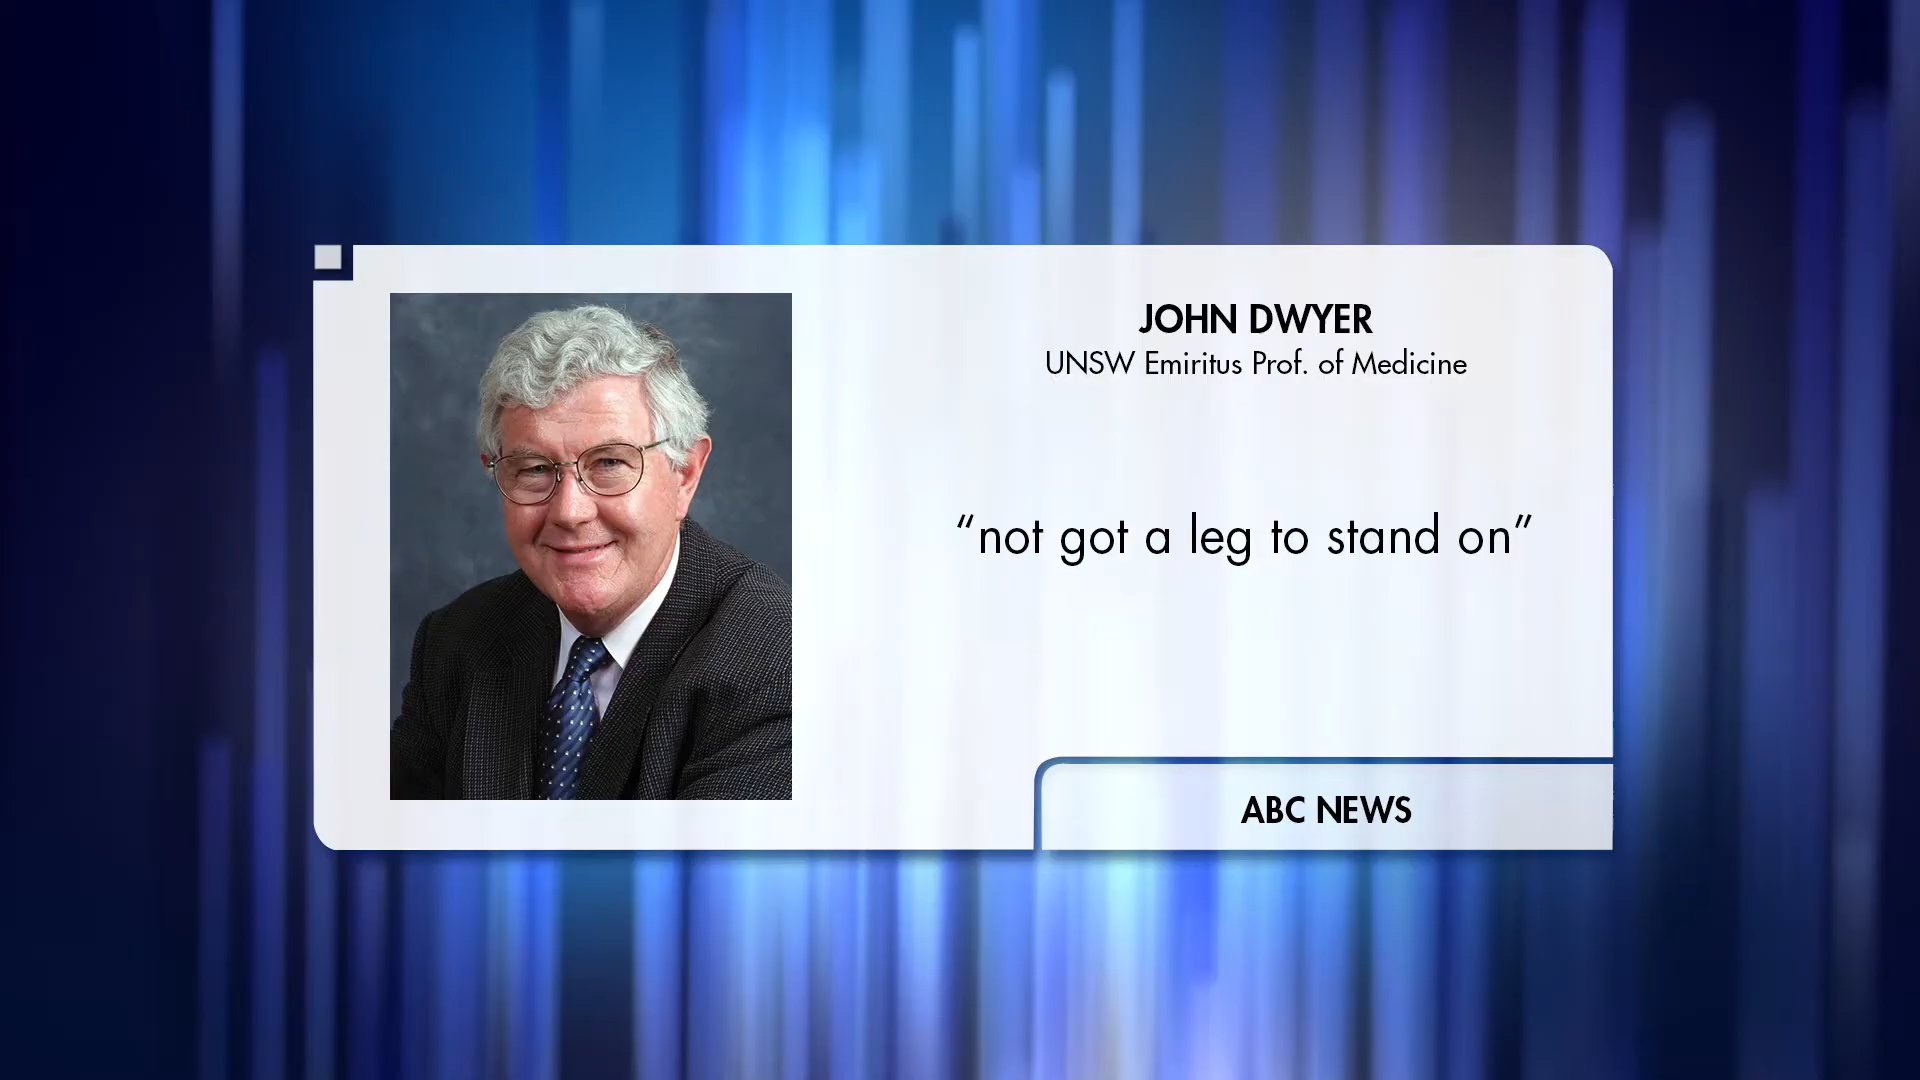 JOHN DWYER
UNSW Emiritus Prof. of Medicine
“not got a leg to stand on”
ABC NEWS